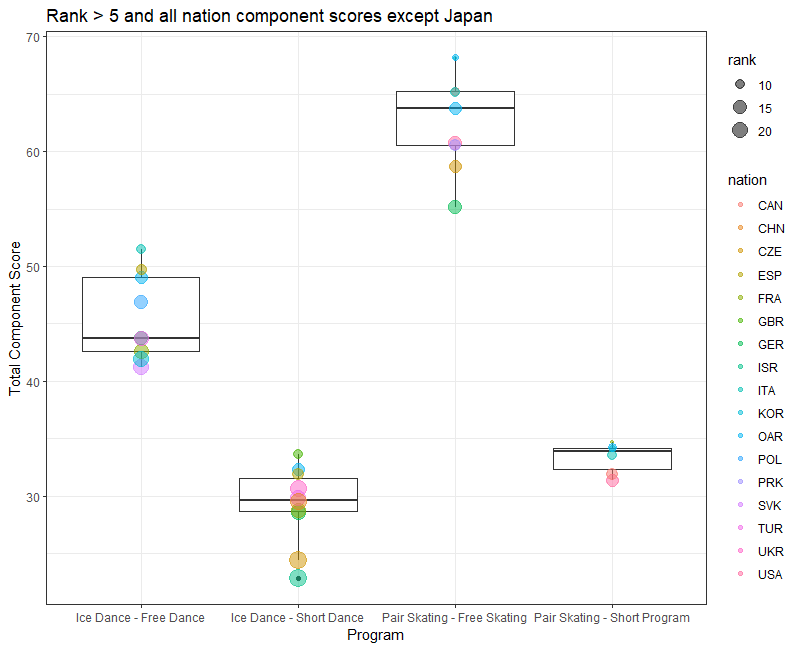 Rank > 5 and all nation component scores except Japan
Total Component Score
70
60
50
40
30
Ice Dance - Free Dance
Ice Dance - Short Dance
Pair Skating - Free Skating
Pair Skating - Short Program
Program
rank
10
15
20
nation
CAN
CHN
CZE
ESP
FRA
GBR
GER
ISR
ITA
KOR
OAR
POL
PRK
SVK
TUR
UKR
USA